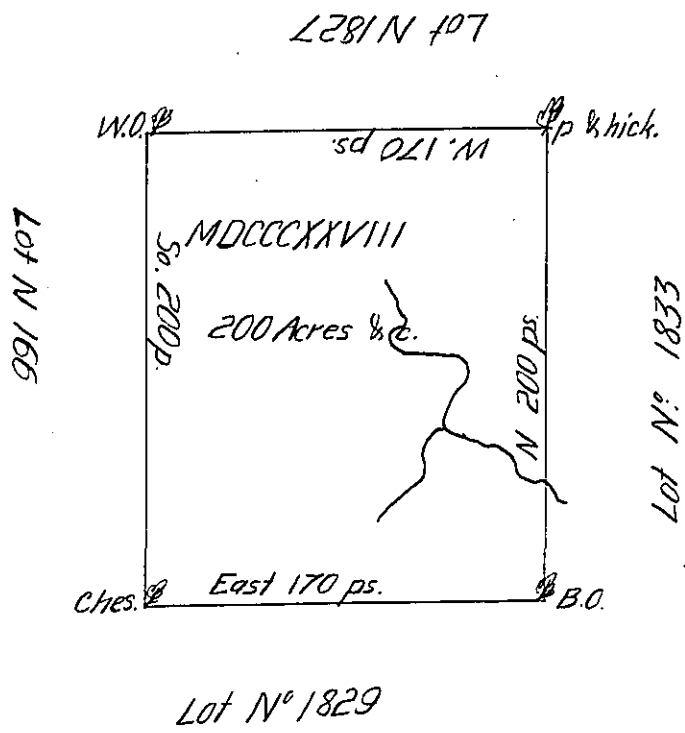 Lot N 1827
W.O.
p & hick.
W. 170 ps
MDCCCXXVIII
So. 200p.
200 Acres &c.
N 200 ps
Lot N 166
Lot Nº 1833
Ches.
East 170 ps.
B.O.
Lot Nº 1829